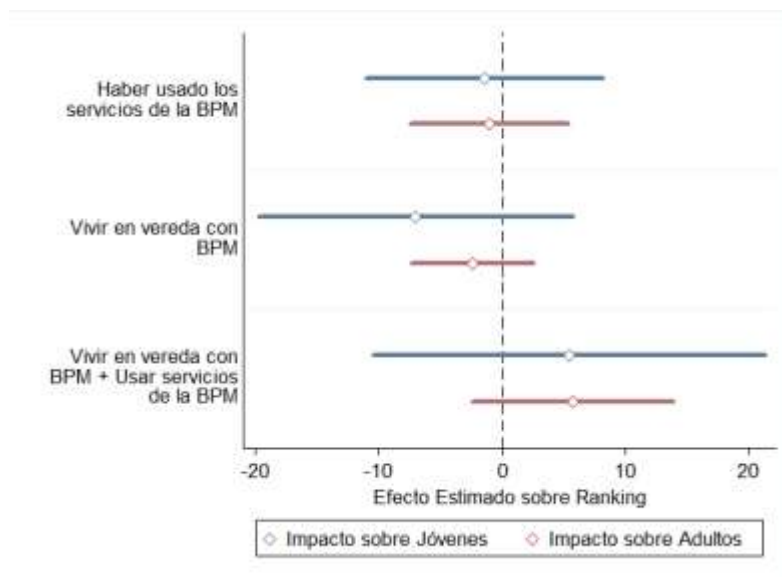 Haber usado los
servicios de la BPM
Vivir en vereda con
BPM
Vivir en vereda con
BPM + Usar servicios
de la BPM
-20 -10 0 10 20
Efecto Estimado sobre Ranking
Impacto sobre Jóvenes Impacto sobre Adultos